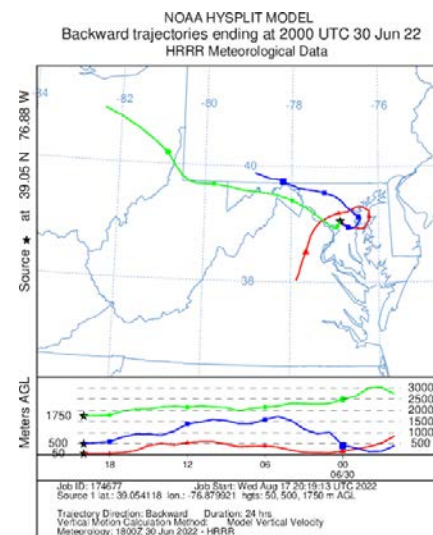 NOAA HYSPLIT MODEL
Backward trajectories ending at 2000 UTC 30 Jun 22
HRRR Meteorological Data
-84
-82
-80
-78
-76
40
38
Source ★ at 39.05 N 76.88 W
Meters AGL
3000
2500
2000
1500
1000
500
1750
500
50
18 12 06 00
06/30
Job ID: 174677 Job Start: Wed Aug 17 20:19:13 UTC 2022
Source 1 lat.: 39.054118 lon.: -76.879921 hgts: 50, 500, 1750 m AGL
Trajectory Direction: Backward Duration: 24 hrs
Vertical Motion Calculation Method: Model Vertical Velocity
Meteorology: 1800Z 30 Jun 2022 - HRRR